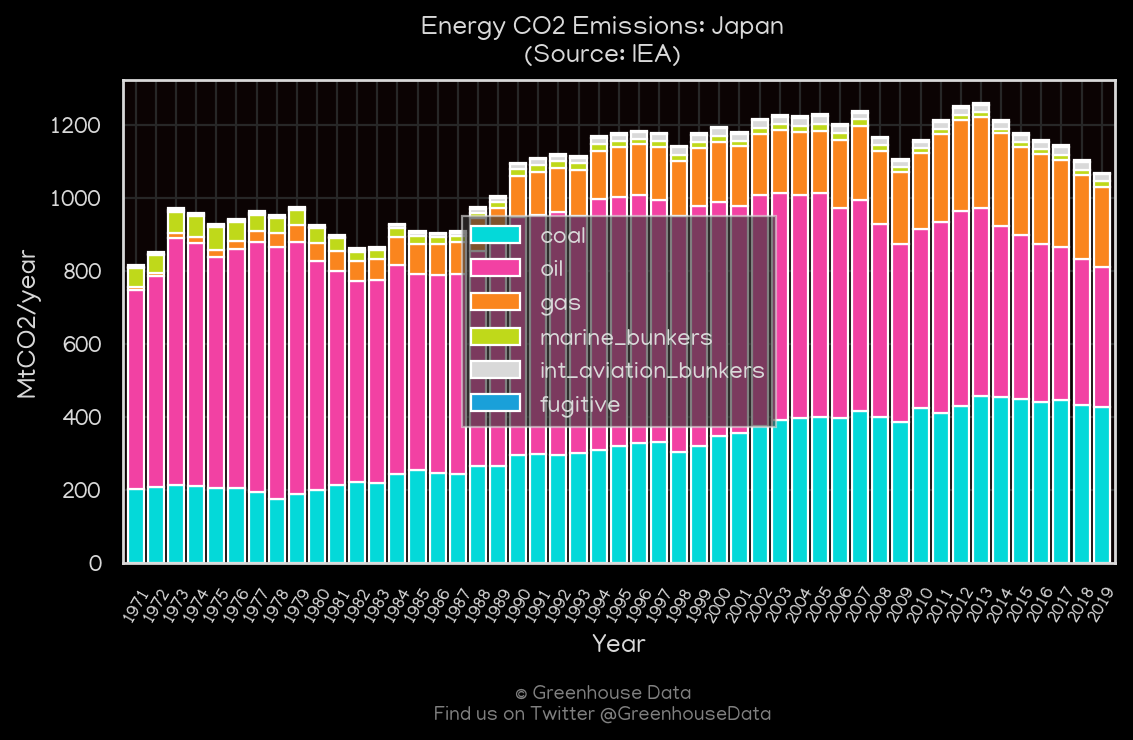 Energy CO2 Emissions: Japan
(Source: IEA)
MtCO2/year
1200
1000
800
600
400
200
0
coal
oil
gas
marine_bunkers
int_aviation_bunkers
fugitive
1971 1972 1973 1974 1975 1976 1977 1978 1979 1980 1981 1982 1983 1984 1985 1986 1987 1988 1989 1990 1991 1992 1993 1994 1995 1996 1997 1998 1999 2000 2001 2002 2003 2004 2005 2006 2007 2008 2009 2010 2011 2012 2013 2014 2015 2016 2017 2018 2019
Year
© Greenhouse Data
Find us on Twitter @GreenhouseData